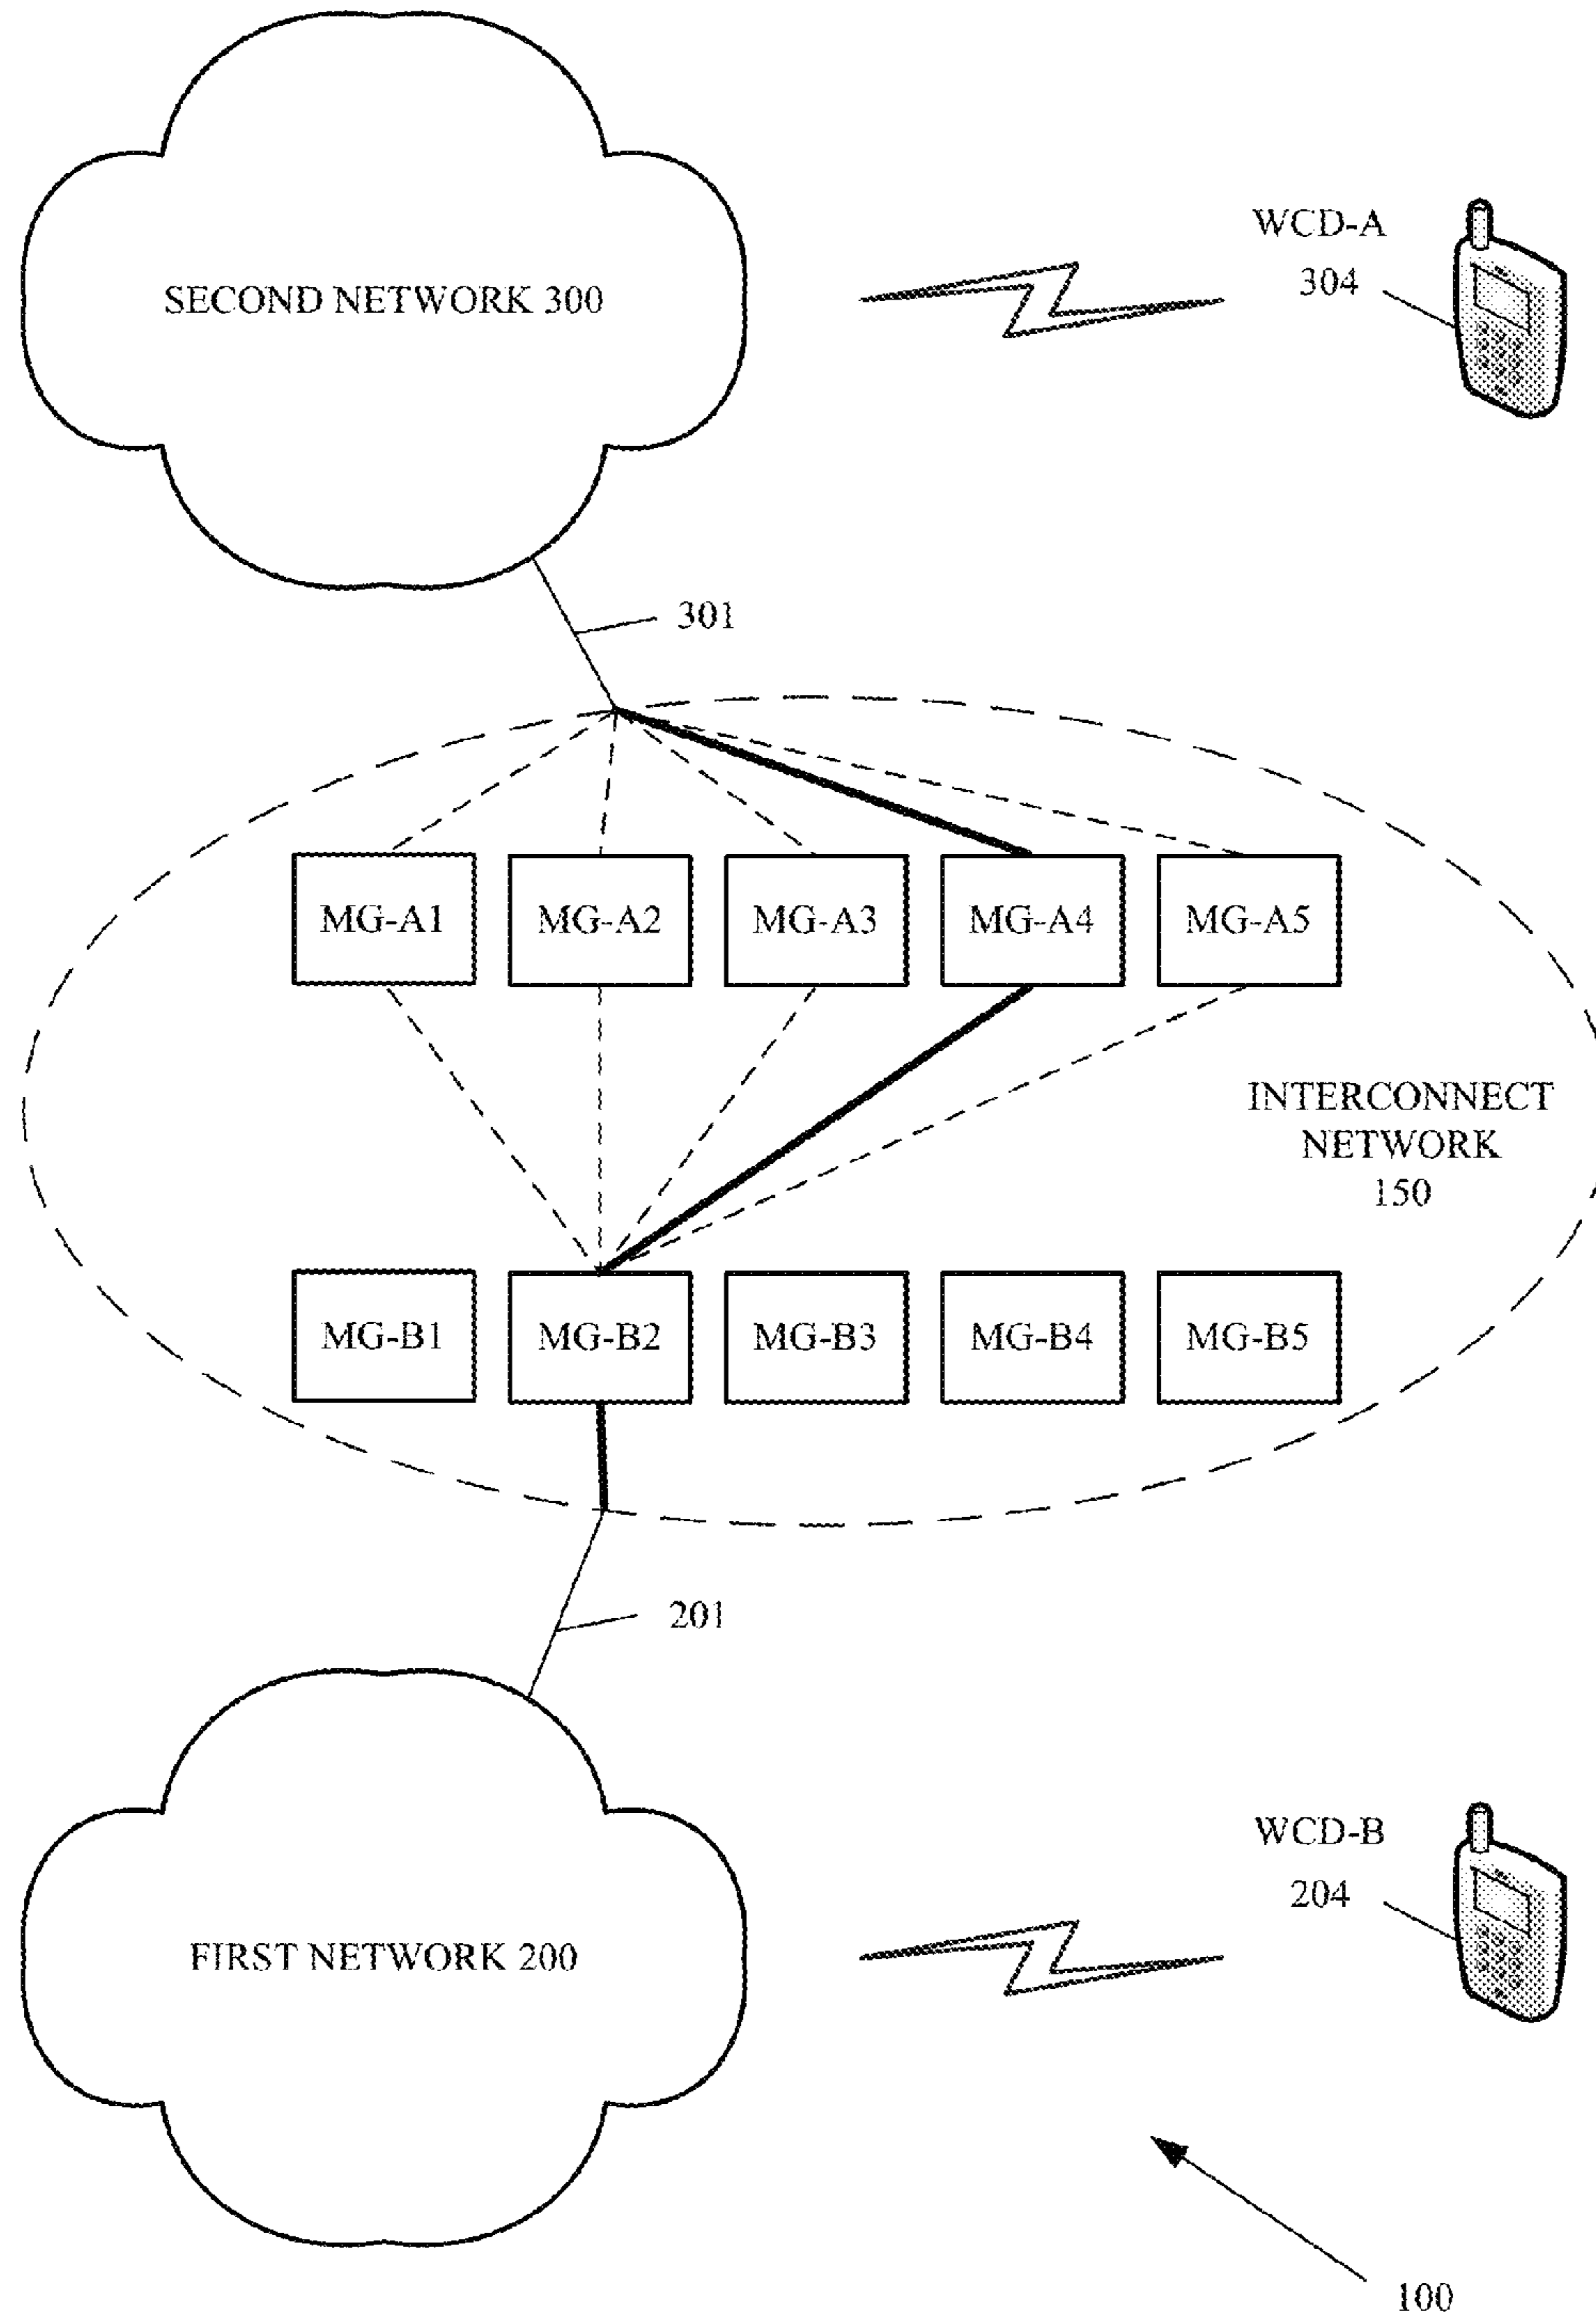 WCD-A
304
SECOND NETWORK 300
301
MG-A1
MG-A2
MG-A3
MG-A4
MG-A5
INTERCONNECT
NETWORK
150
MG-B1
MG-B2
MG-B3
MG-B4
MG-B5
201
WCD-B
204
FIRST NETWORK 200
100